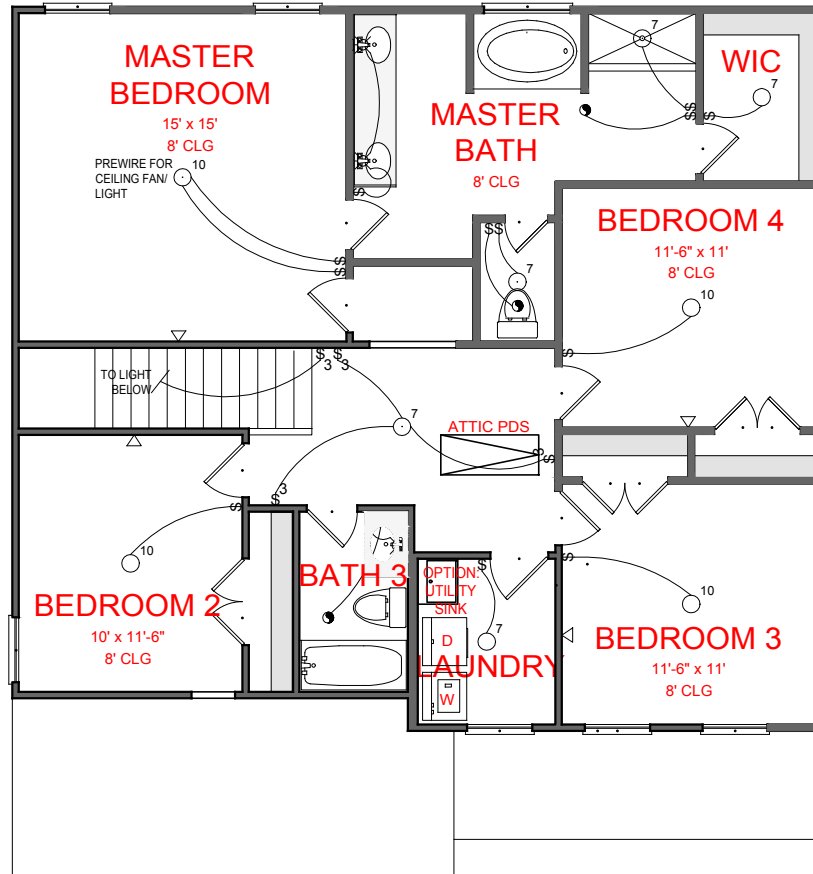 MASTER
BEDROOM
15' x 15'
8' CLG
PREWIRE FOR
CEILING FAN/
LIGHT
10
$
$
MASTER
BATH
8' CLG
$
7
$
$
WIC
7
$$
7
BEDROOM 4
11'-6" x 11'
8' CLG
10
$
TO LIGHT
BELOW
$3
$3
7
ATTIC PDS
$3
$3
BEDROOM 2
10' x 11'-6"
8' CLG
10
$
BATH 3
OPTION:
UTILITY
SINK
$
7
D
LAUNDRY
W
BEDROOM 3
11'-6" x 11'
8' CLG
10
$